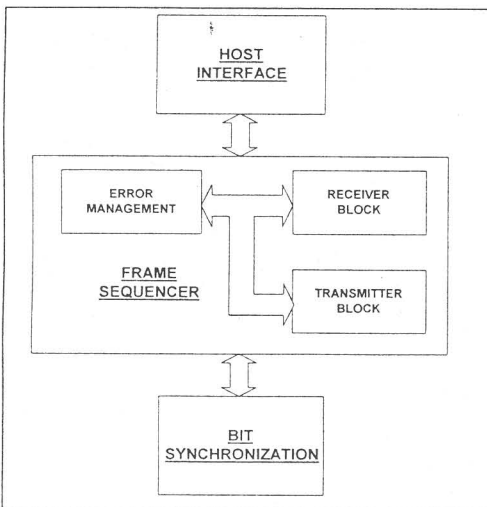 HOST
INTERFACE
ERROR
MANAGEMENT
RECEIVER
BLOCK
FRAME
SEQUENCER
TRANSMITTER
BLOCK
BIT
SYNCHRONIZATION